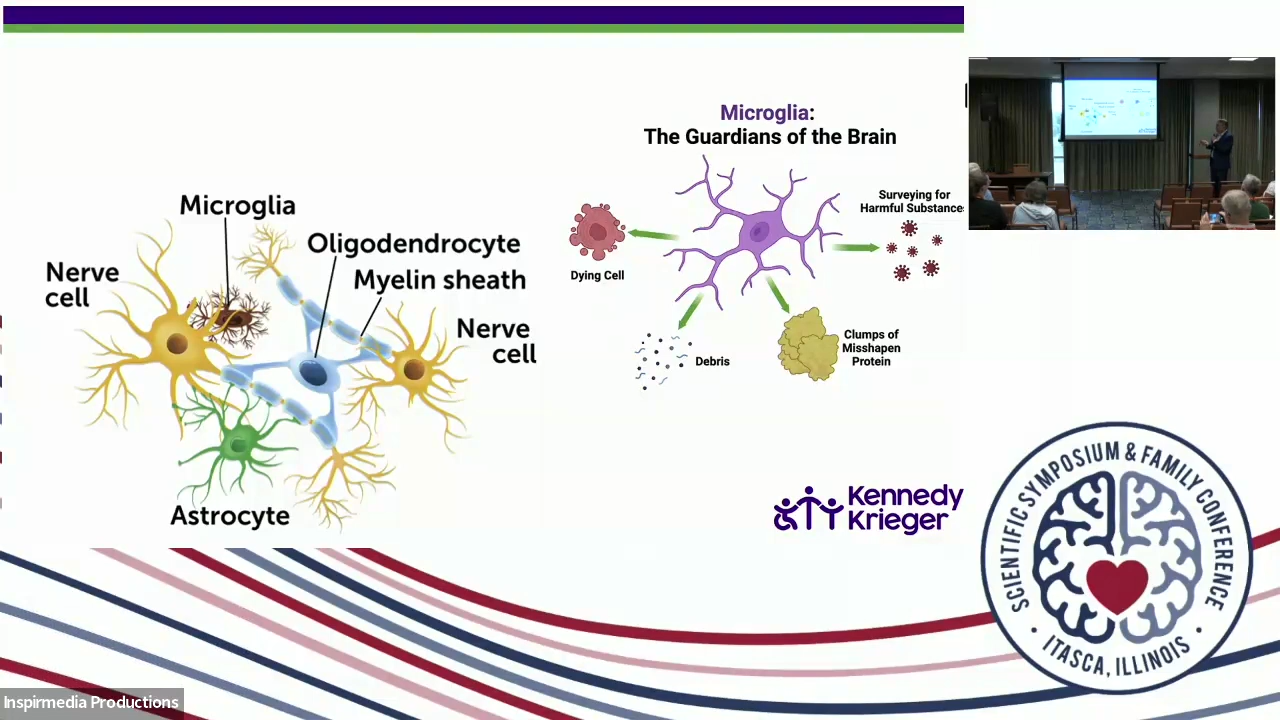 Microglia:
The Guardians of the Brain
Microglia
Oligodendrocyte
Myelin sheath
Nerve
cell
Nerve
cell
Astrocyte
Surveying for
Harmful Substance
Dying Cell
Debris
Clumps of
Misshapen
Protein
Kennedy
Krieger
SCIENTIFIC SYMPOSIUM & FAMILY CONFERENCE
• ITASCA, ILLINOIS •
Inspirmedia Productions